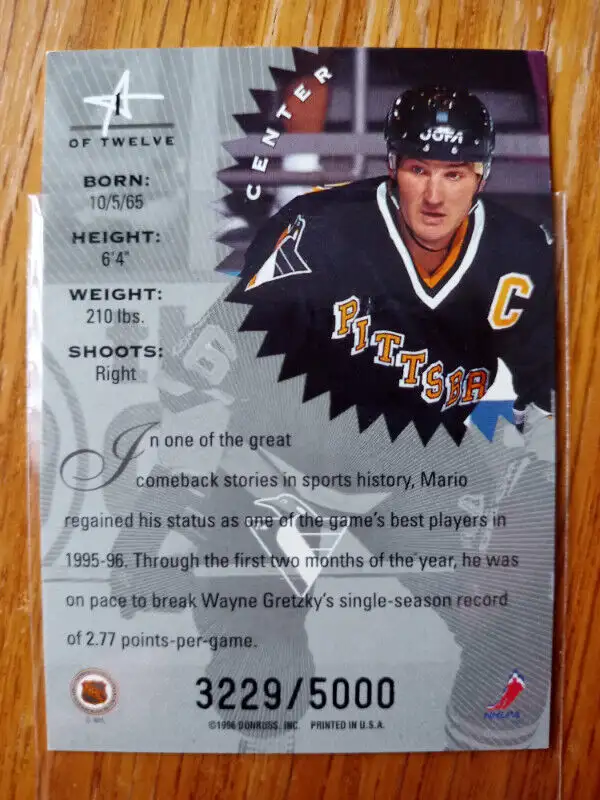 1
OF TWELVE
BORN:
10/5/65
HEIGHT:
6'4"
WEIGHT:
210 lbs.
SHOOTS:
Right
CENTER
JOFA
C
PITTSBR
In one of the great
comeback stories in sports history, Mario
regained his status as one of the game's best players in
1995-96. Through the first two months of the year, he was
on pace to break Wayne Gretzky's single-season record
of 2.77 points-per-game.
3229/5000
©1996 DONRUSS, INC. PRINTED IN U.S.A.
NHL
NHLPA